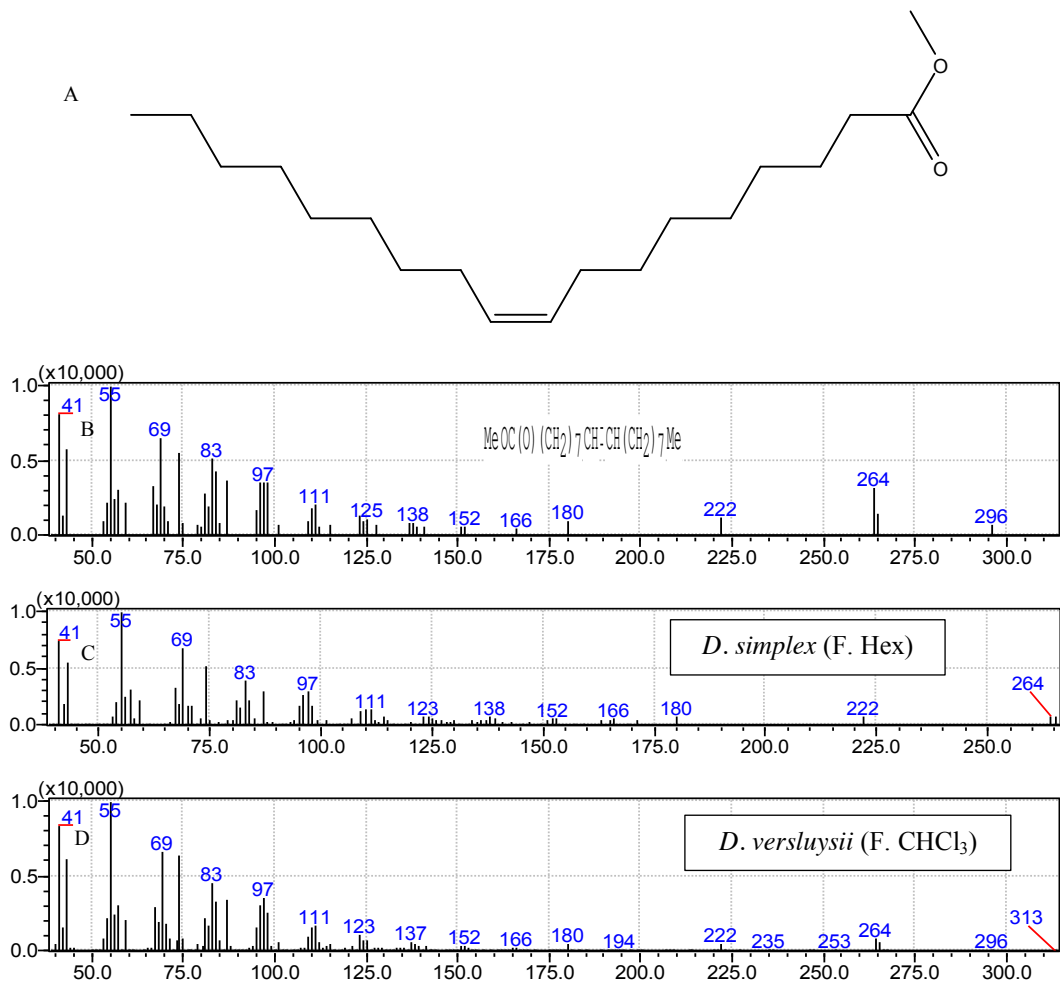 A
O
O
(x10,000)
1.0
0.5
0.0
41 55 69 83 97 111 125 138 152 166 180 222 264 296
B
MeOC(O)(CH2)7CH=CH(CH2)7Me
50.0 75.0 100.0 125.0 150.0 175.0 200.0 225.0 250.0 275.0 300.0
(x10,000)
1.0
0.5
0.0
41 55 69 83 97 111 123 138 152 166 180 222 264
C
D. simplex (F. Hex)
50.0 75.0 100.0 125.0 150.0 175.0 200.0 225.0 250.0
(x10,000)
1.0
0.5
0.0
41 55 69 83 97 111 123 137 152 166 180 194 222 235 253 264 296 313
D
D. versluysii (F. CHCl3)
50.0 75.0 100.0 125.0 150.0 175.0 200.0 225.0 250.0 275.0 300.0